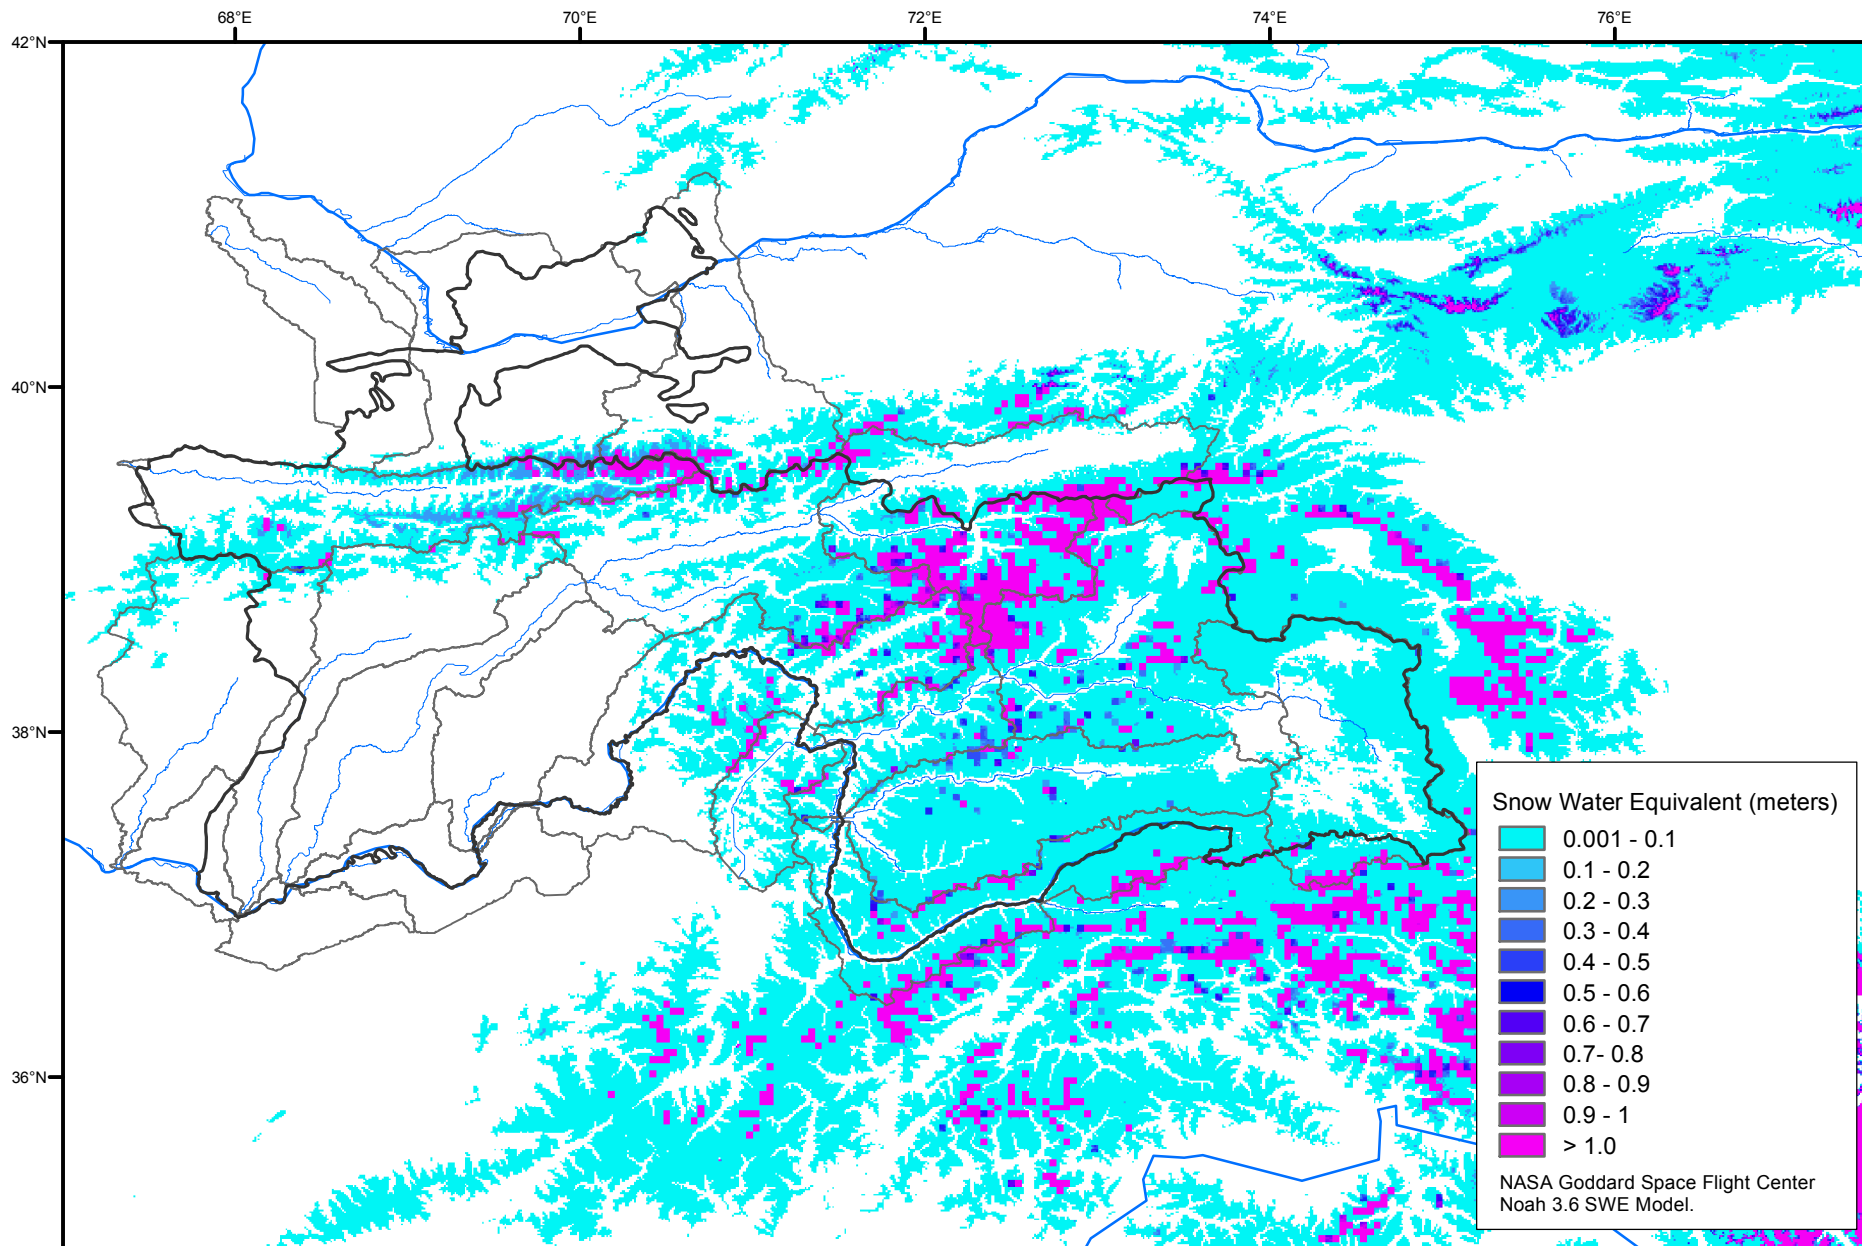 68°E
70°E
72°E
74°E
76°E
42°N
40°N
38°N
36°N
Snow Water Equivalent (meters)
0.001 - 0.1
0.1 - 0.2
0.2 - 0.3
0.3 - 0.4
0.4 - 0.5
0.5 - 0.6
0.6 - 0.7
0.7- 0.8
0.8 - 0.9
0.9 - 1
> 1.0
NASA Goddard Space Flight Center
Noah 3.6 SWE Model.